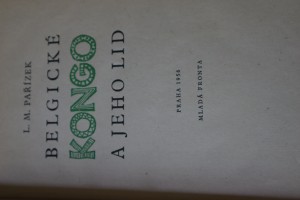 L. M. PAŘÍZEK
BELGICKÉ
KONGO
A JEHO LID
PRAHA 1956
MLADÁ FRONTA